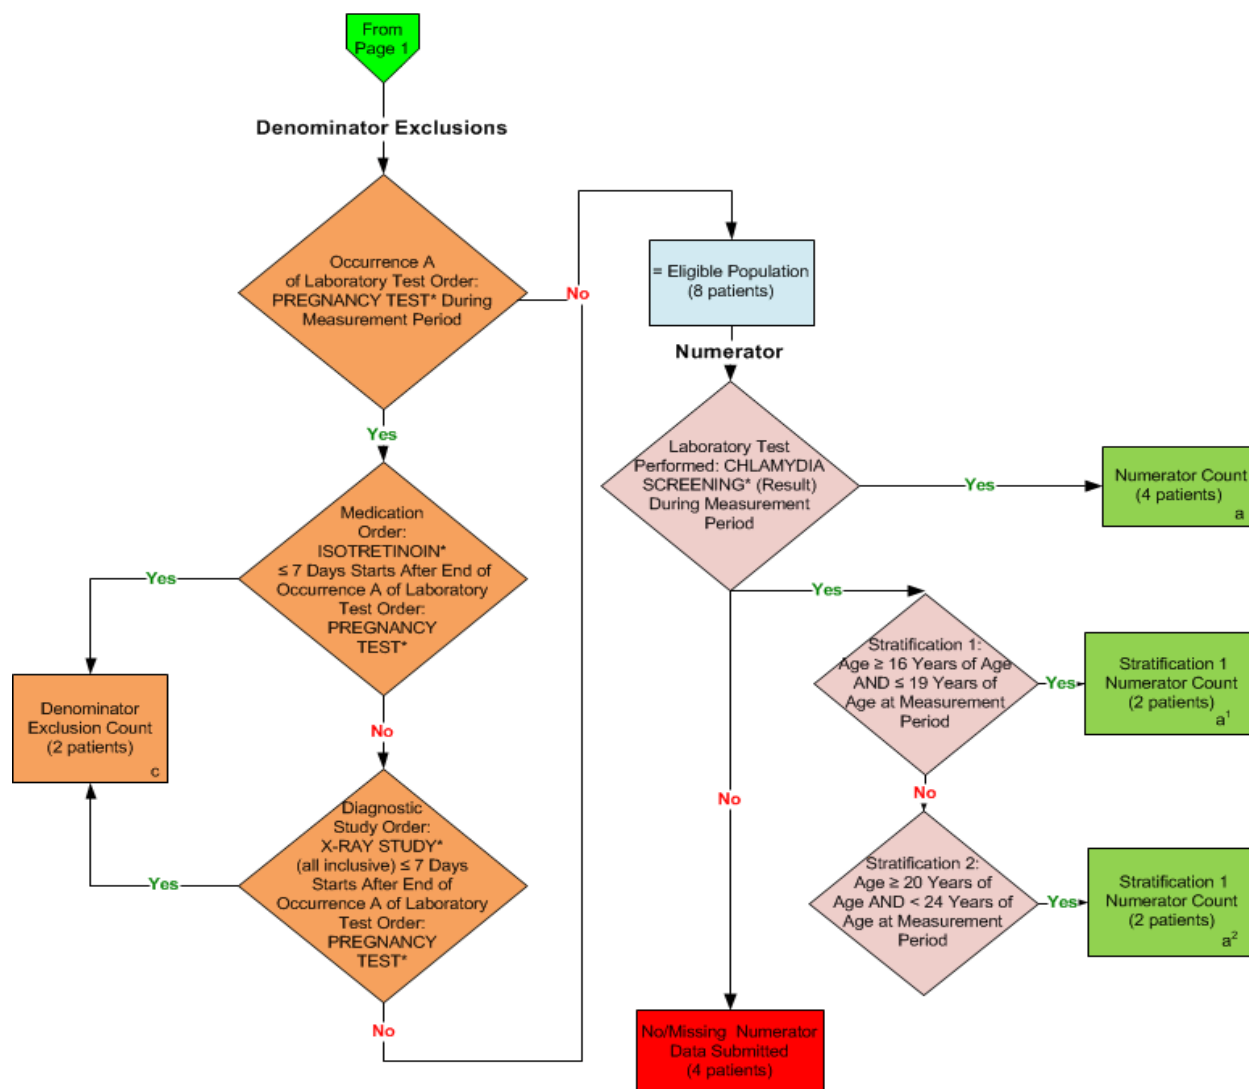 From
Page 1
Denominator Exclusions
Occurrence A
of Laboratory Test Order:
PREGNANCY TEST* During
Measurement Period
No
Yes
Medication
Order:
ISOTRETINOIN*
≤ 7 Days Starts After End of
Occurrence A of Laboratory
Test Order:
PREGNANCY
TEST*
Yes
No
Denominator
Exclusion Count
(2 patients)
c
Diagnostic
Study Order:
X-RAY STUDY*
(all inclusive) ≤ 7 Days
Starts After End of
Occurrence A of Laboratory
Test Order:
PREGNANCY
TEST*
Yes
No
= Eligible Population
(8 patients)
Numerator
Laboratory Test
Performed: CHLAMYDIA
SCREENING* (Result)
During Measurement
Period
Yes
Numerator Count
(4 patients)
a
Yes
Stratification 1:
Age ≥ 16 Years of Age
AND ≤ 19 Years of
Age at Measurement
Period
Yes
Stratification 1
Numerator Count
(2 patients)
a¹
No
No
Stratification 2:
Age ≥ 20 Years of
Age AND < 24 Years of
Age at Measurement
Period
Yes
Stratification 1
Numerator Count
(2 patients)
a²
No/Missing Numerator
Data Submitted
(4 patients)